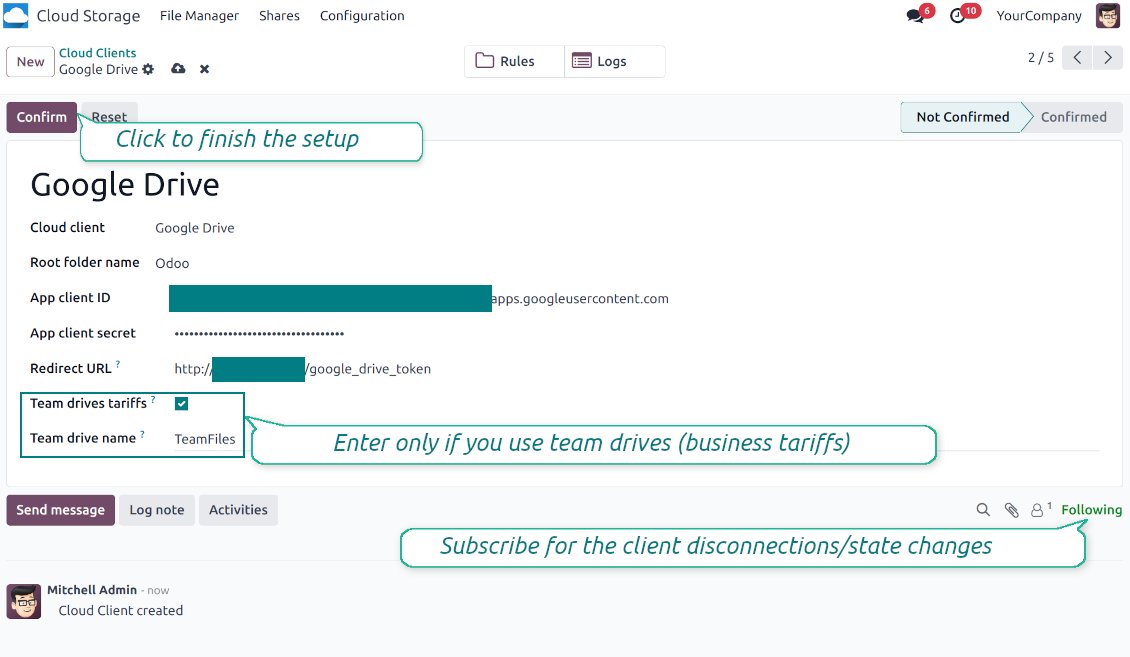 Cloud Storage File Manager Shares Configuration 6 10 YourCompany
New Cloud Clients Rules Logs 2 / 5
Google Drive
Confirm Reset Not Confirmed Confirmed
Click to finish the setup
Google Drive
Cloud client Google Drive
Root folder name Odoo
App client ID apps.googleusercontent.com
App client secret ••••••••••••••••••••••••••••••••••
Redirect URL ? http:// /google_drive_token
Team drives tariffs ?
Team drive name ? TeamFiles
Enter only if you use team drives (business tariffs)
Send message Log note Activities 1 Following
Subscribe for the client disconnections/state changes
Mitchell Admin - now
Cloud Client created